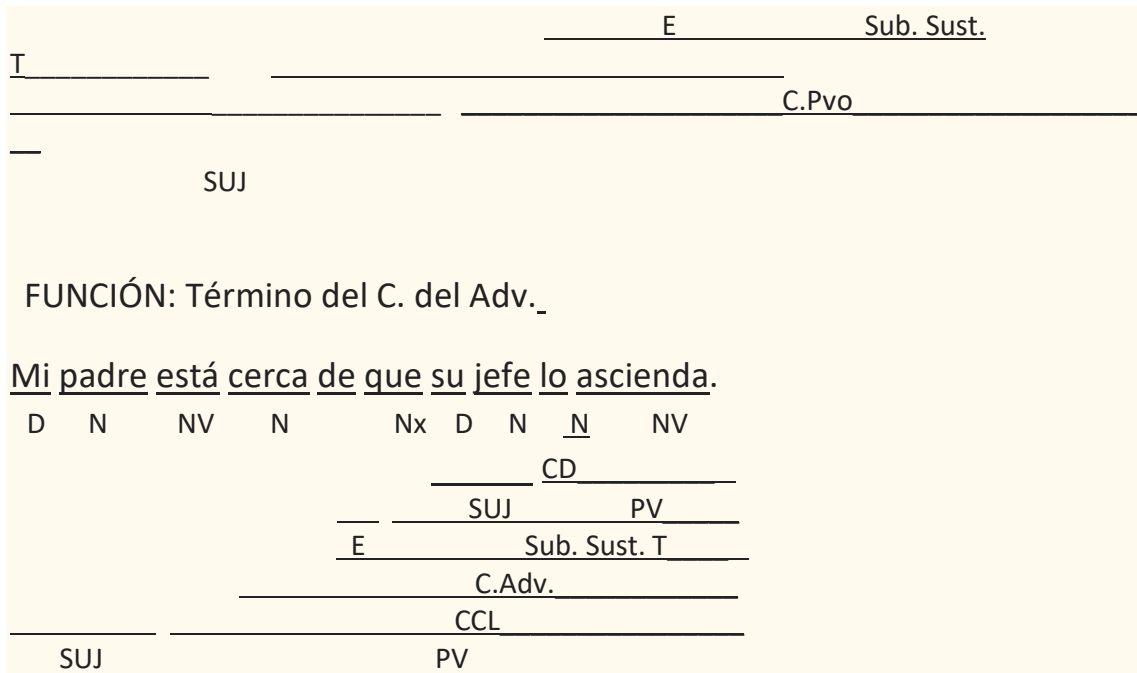 E Sub. Sust.
T____________
C.Pvo
SUJ
FUNCIÓN: Término del C. del Adv.
Mi padre está cerca de que su jefe lo ascienda.
D N NV N Nx D N N NV
CD
SUJ PV
E Sub. Sust. T
C.Adv.
CCL
SUJ PV